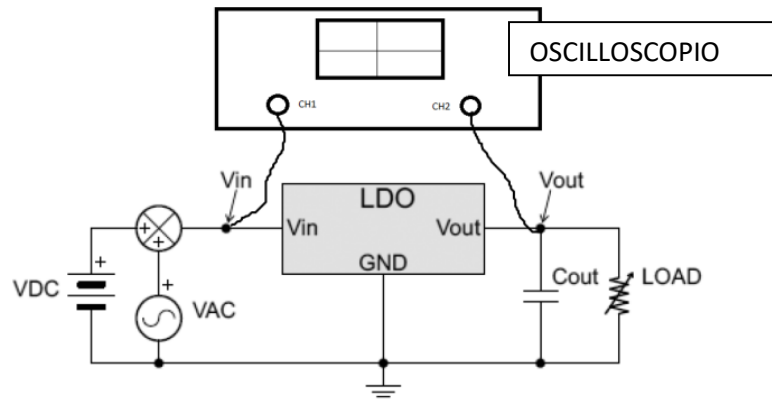 OSCILLOSCOPIO
CH1
CH2
Vin
Vout
LDO
Vin
Vout
GND
+
+
+
+
VDC
VAC
Cout
LOAD